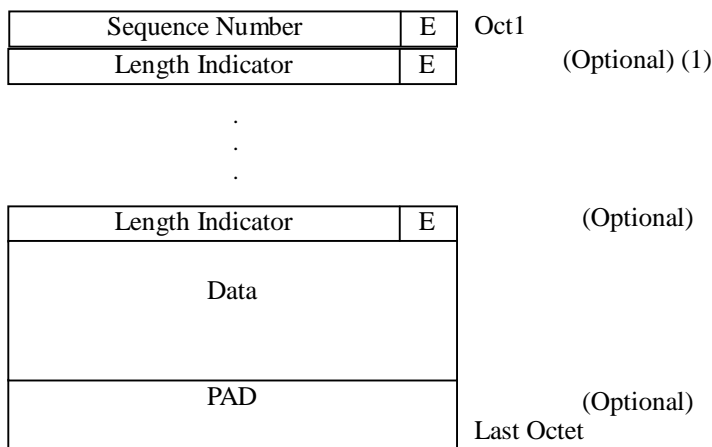 Sequence Number E Oct1
Length Indicator E (Optional) (1)
.
.
.
Length Indicator E (Optional)
Data
PAD (Optional)
Last Octet